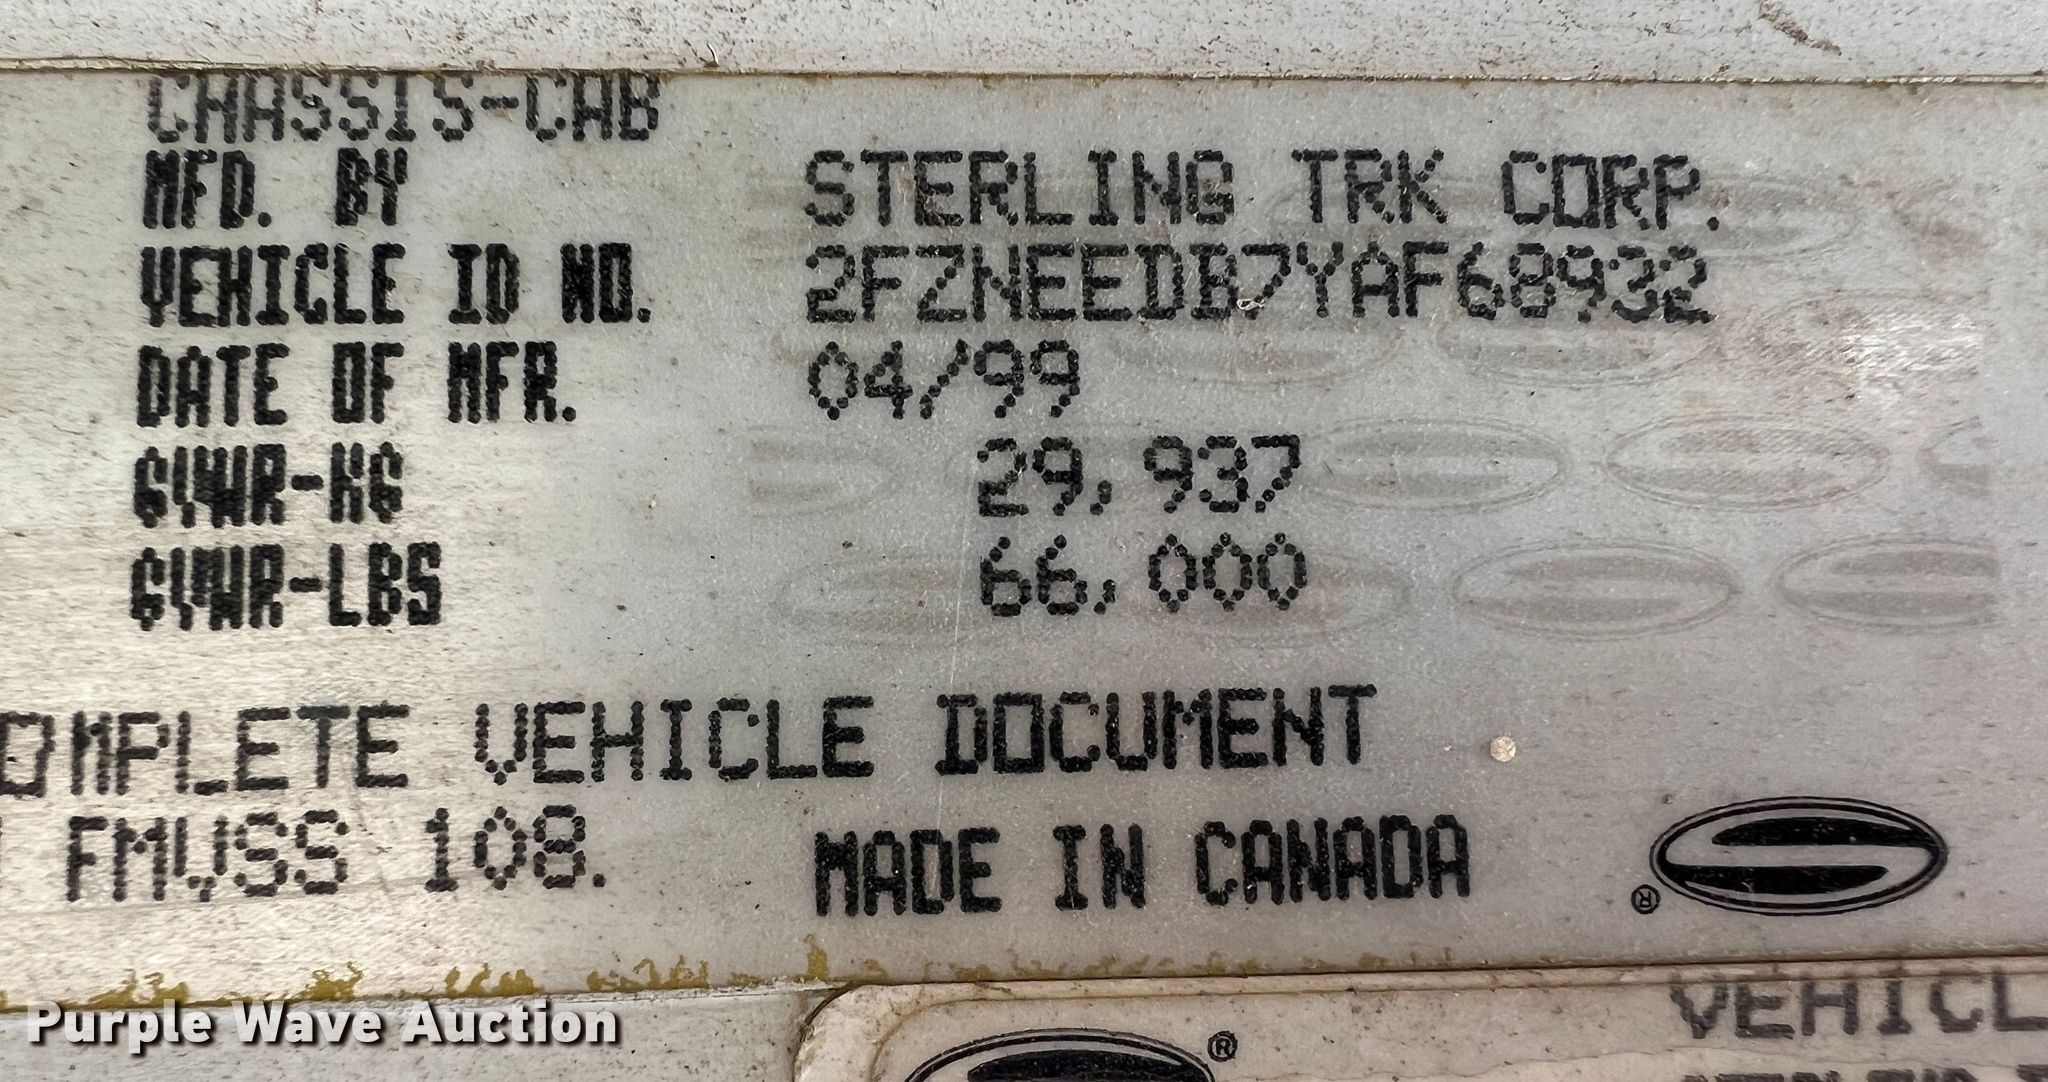 CHASSIS-CAB
MFD. BY STERLING TRK CORP.
VEHICLE ID NO. 2FZNEEDB7YAF68932
DATE OF MFR. 04/99
GVWR-KG 29,937
GVWR-LBS 66,000
OMPLETE VEHICLE DOCUMENT
FMVSS 108. MADE IN CANADA
®
Purple Wave Auction
®
VEHICL